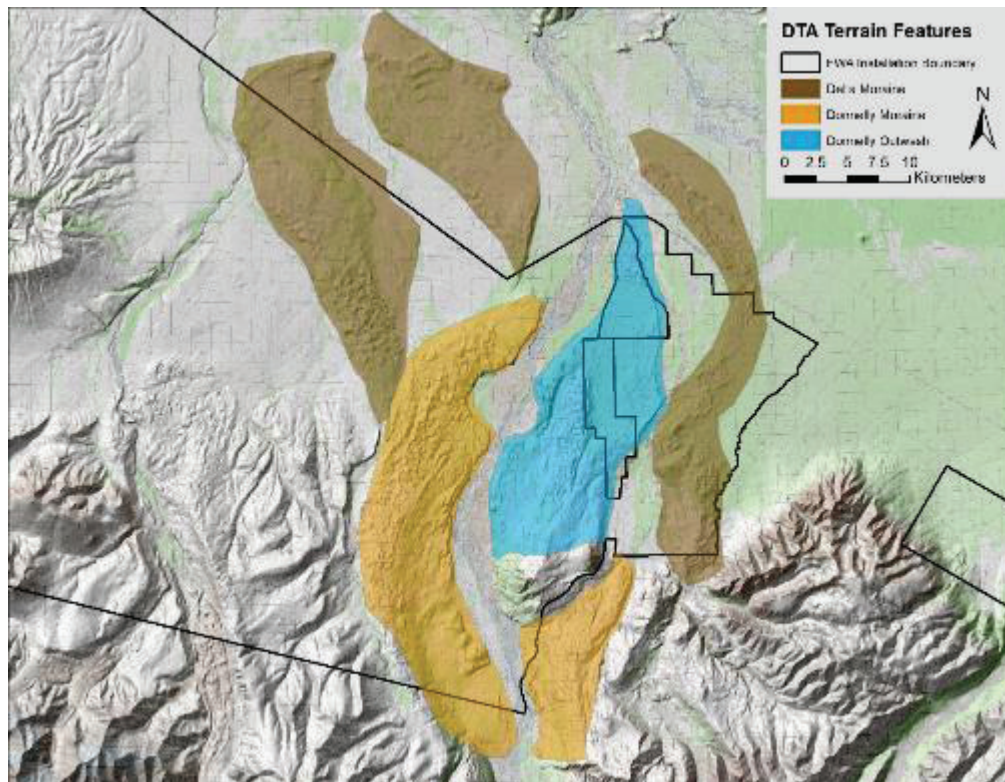 DTA Terrain Features
FWA Installation Boundary
Delta Moraine
Donnelly Moraine
Donnelly Outwash
N
0 2.5 5 7.5 10
Kilometers